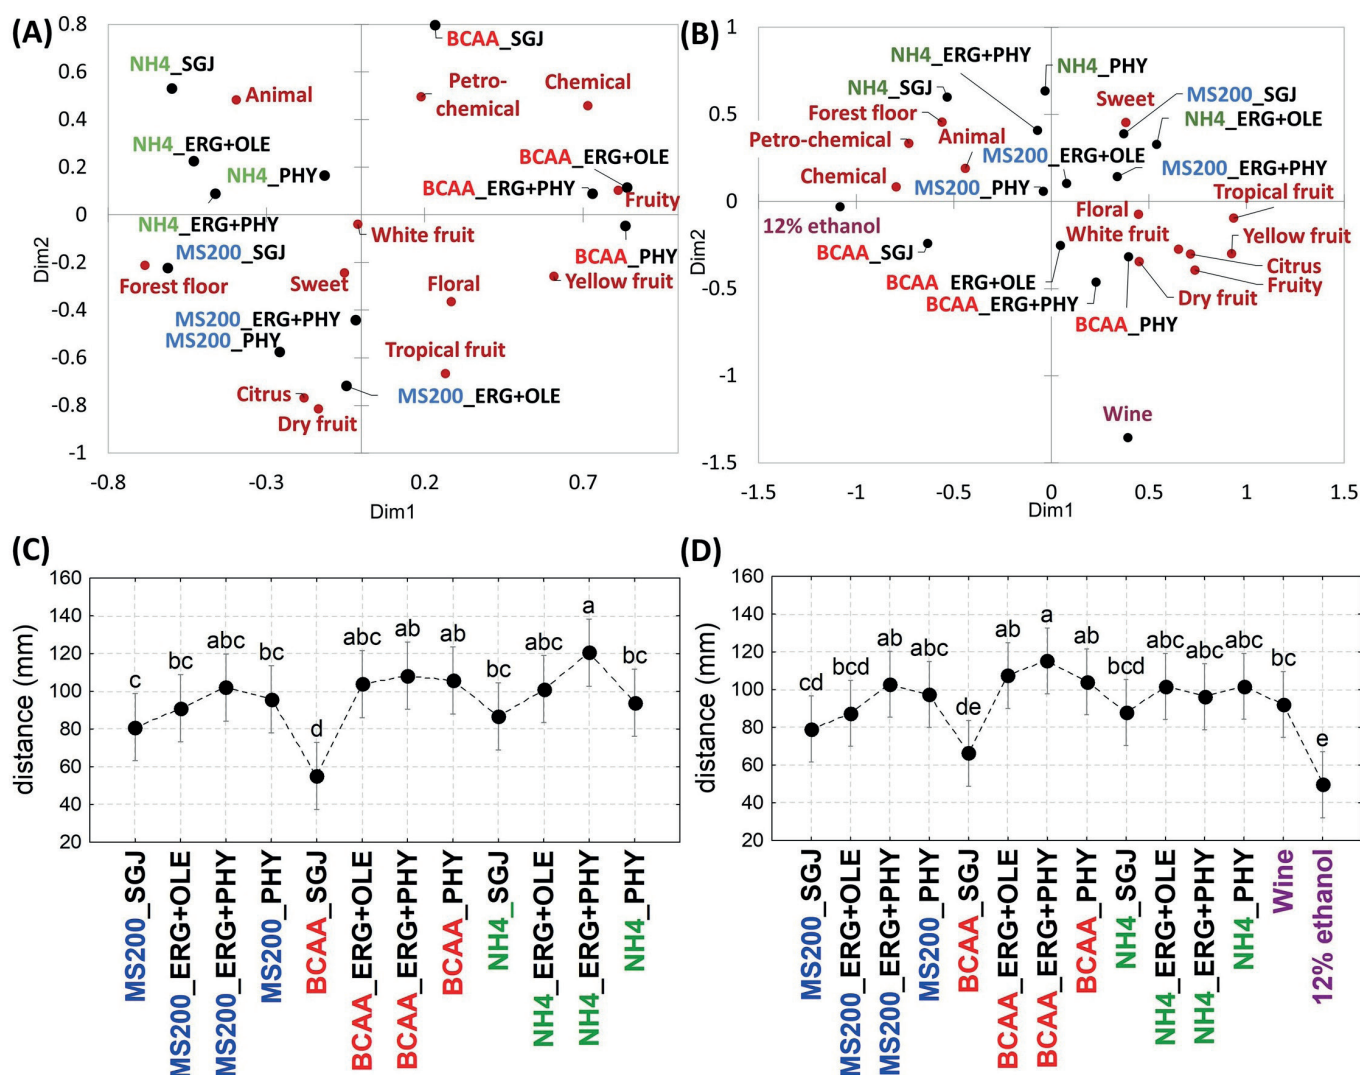 (A)
0.8
0.6
0.4
0.2
0
-0.2
-0.4
-0.6
-0.8
-1
-0.8
-0.3
0.2
0.7
Dim1
Dim2
BCAA_SGJ
NH4_SGJ
Animal
Petro-
chemical
Chemical
NH4_ERG+OLE
BCAA_ERG+OLE
NH4_PHY
BCAA_ERG+PHY
Fruity
NH4_ERG+PHY
White fruit
MS200_SGJ
BCAA_PHY
Forest floor
Sweet
Floral
Yellow fruit
MS200_ERG+PHY
MS200_PHY
Tropical fruit
Citrus
MS200_ERG+OLE
Dry fruit
(B)
1
0.5
0
-0.5
-1
-1.5
-1.5
-1
-0.5
0
0.5
1
1.5
Dim1
Dim2
NH4_ERG+PHY
NH4_PHY
NH4_SGJ
Sweet
MS200_SGJ
Forest floor
NH4_ERG+OLE
Petro-chemical
Animal
MS200_ERG+OLE
MS200_ERG+PHY
Chemical
MS200_PHY
Tropical fruit
12% ethanol
Floral
White fruit
Yellow fruit
BCAA_SGJ
Citrus
BCAA ERG+OLE
Fruity
BCAA_ERG+PHY
Dry fruit
BCAA_PHY
Wine
(C)
160
140
120
100
80
60
40
20
distance (mm)
c
bc
abc
bc
d
abc
ab
ab
bc
abc
a
bc
MS200_SGJ
MS200_ERG+OLE
MS200_ERG+PHY
MS200_PHY
BCAA_SGJ
BCAA_ERG+OLE
BCAA_ERG+PHY
BCAA_PHY
NH4_SGJ
NH4_ERG+OLE
NH4_ERG+PHY
NH4_PHY
(D)
160
140
120
100
80
60
40
20
distance (mm)
cd
bcd
ab
abc
de
ab
a
ab
bcd
abc
abc
abc
bc
e
MS200_SGJ
MS200_ERG+OLE
MS200_ERG+PHY
MS200_PHY
BCAA_SGJ
BCAA_ERG+OLE
BCAA_ERG+PHY
BCAA_PHY
NH4_SGJ
NH4_ERG+OLE
NH4_ERG+PHY
NH4_PHY
Wine
12% ethanol